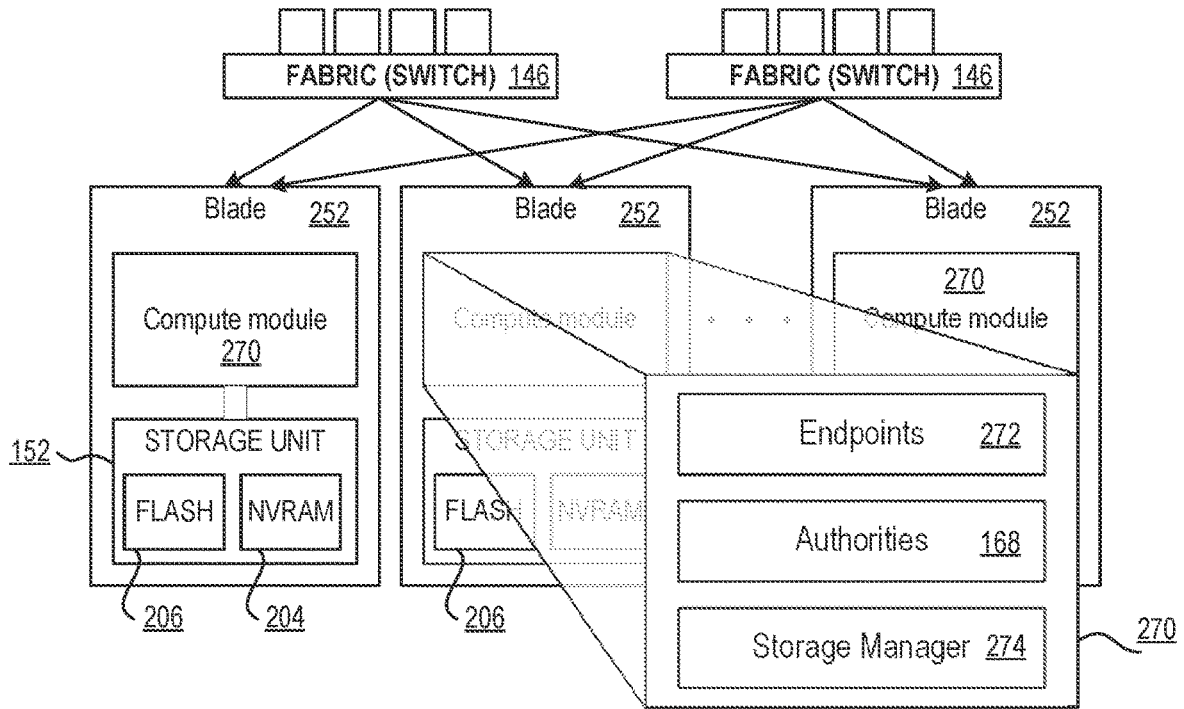 FABRIC (SWITCH) 146
FABRIC (SWITCH) 146
Blade 252
Blade 252
Blade 252
Compute module
270
Compute module
. . .
270
Compute module
152
STORAGE UNIT
FLASH
NVRAM
STORAGE UNIT
FLASH
NVRAM
206
204
206
Endpoints 272
Authorities 168
Storage Manager 274
270